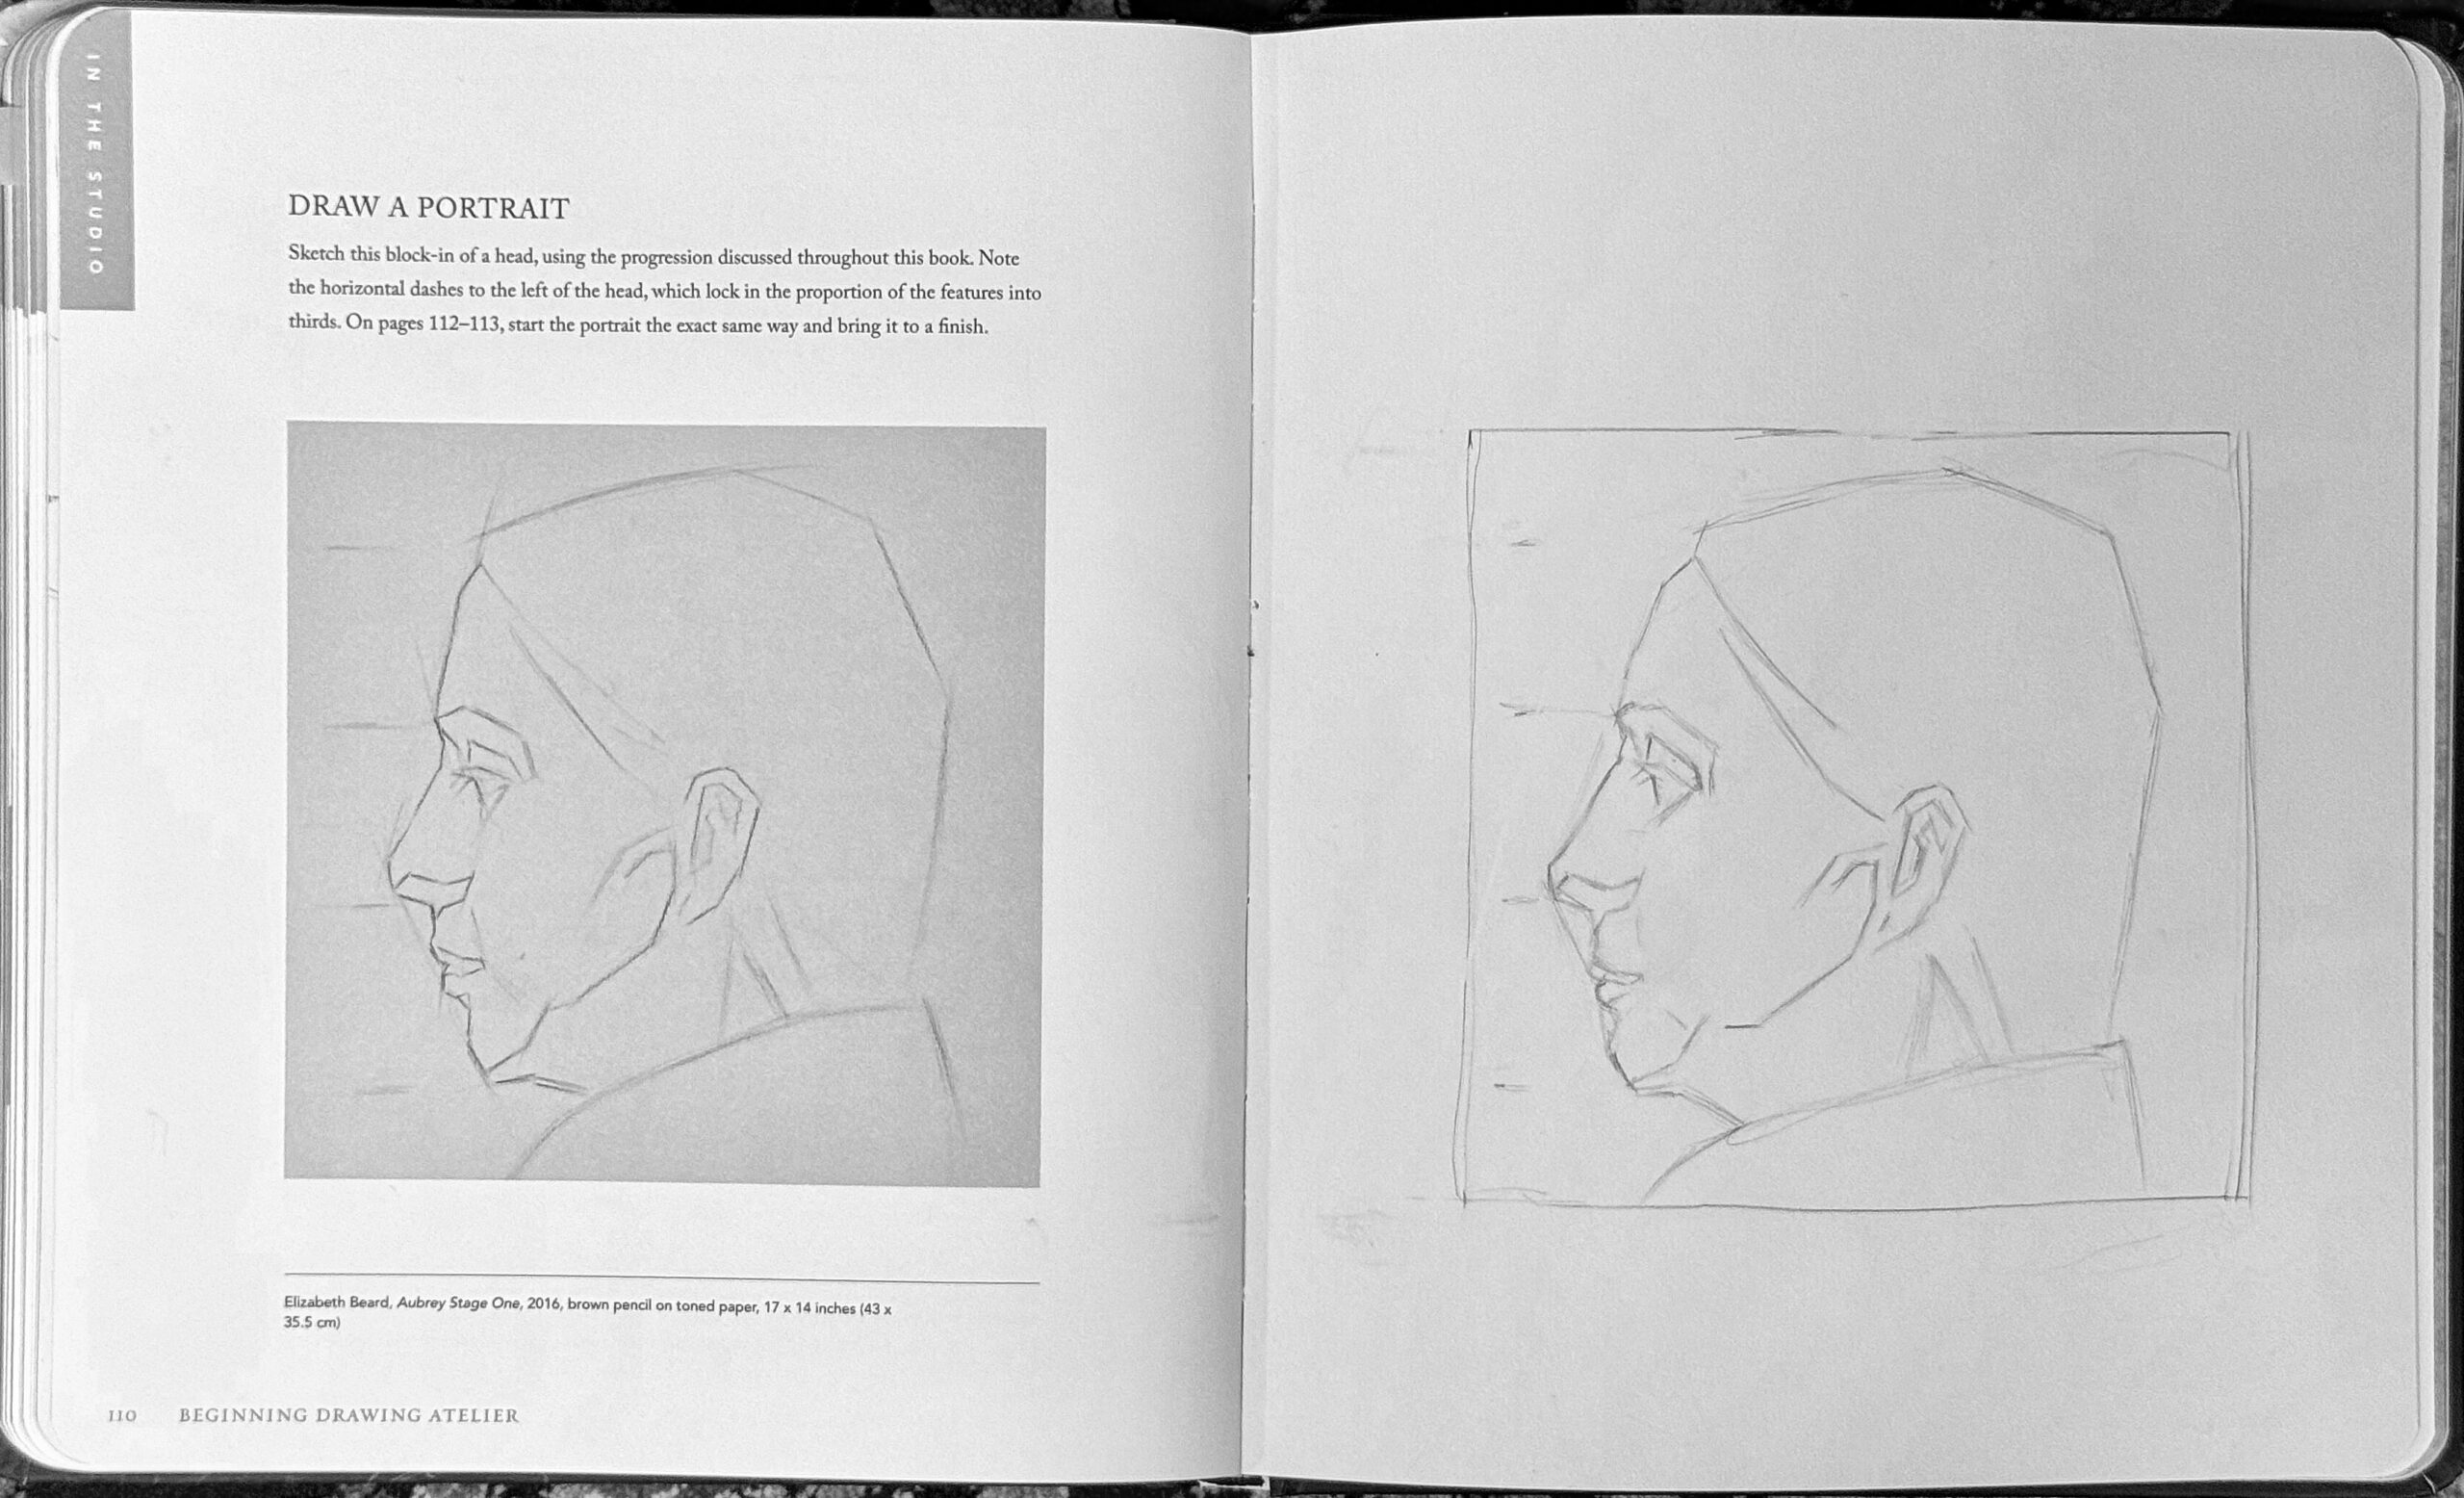 IN THE STUDIO
DRAW A PORTRAIT
Sketch this block-in of a head, using the progression discussed throughout this book. Note
the horizontal dashes to the left of the head, which lock in the proportion of the features into
thirds. On pages 112–113, start the portrait the exact same way and bring it to a finish.
Elizabeth Beard, Aubrey Stage One, 2016, brown pencil on toned paper, 17 x 14 inches (43 x
35.5 cm)
110 BEGINNING DRAWING ATELIER